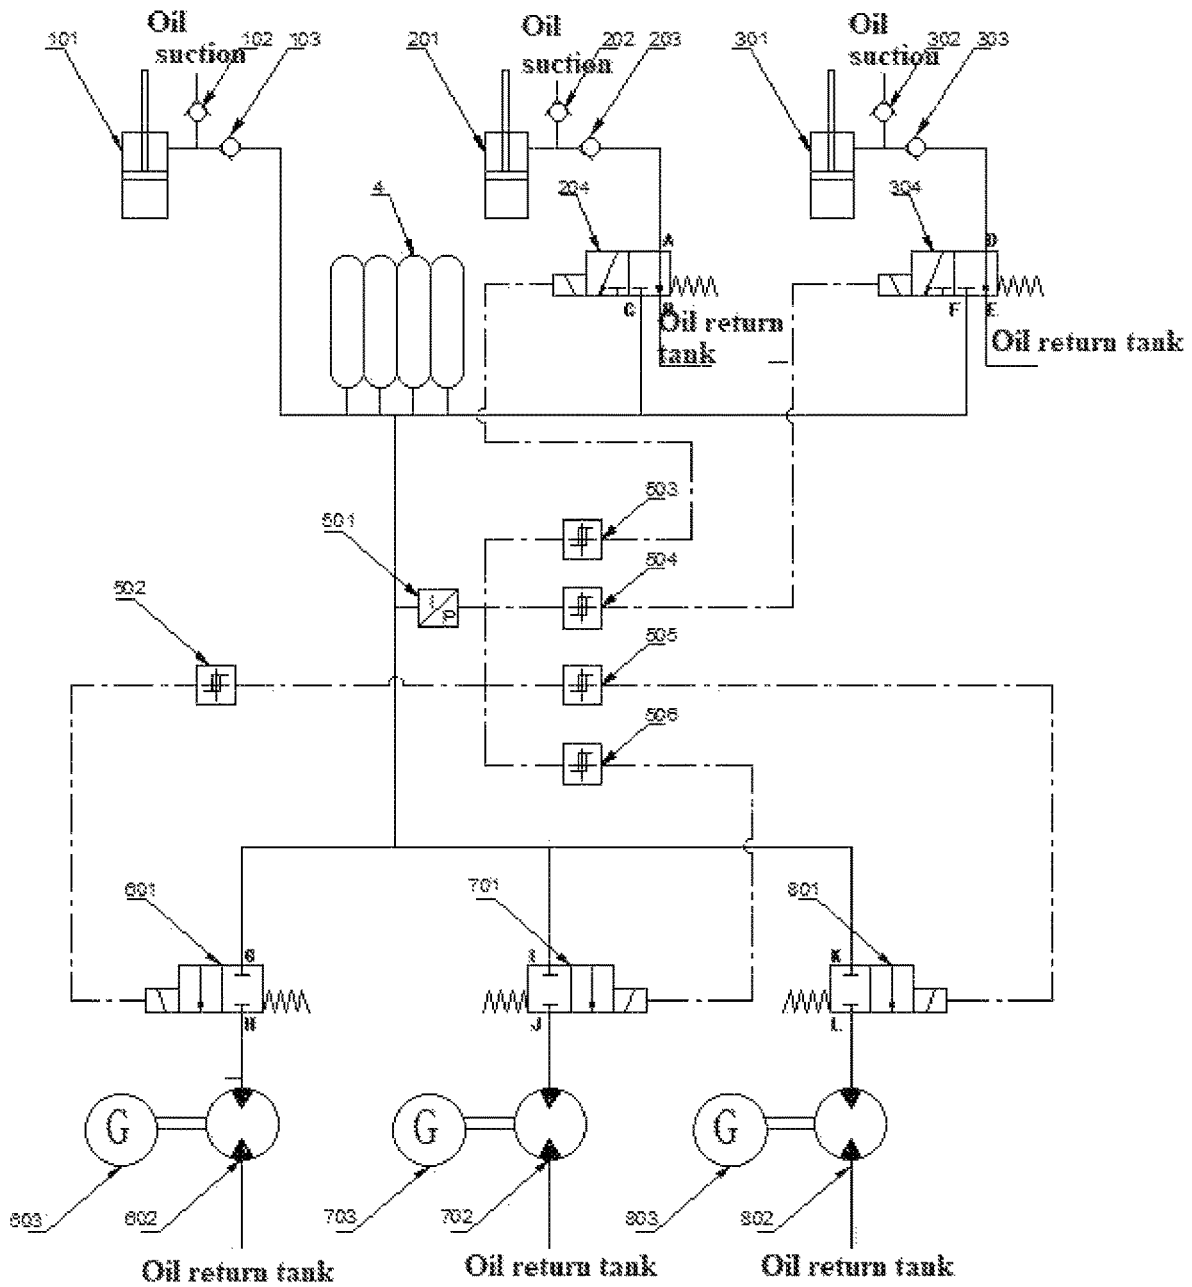 Oil
suction
Oil
suction
Oil
suction
101
102
103
201
202
203
301
302
303
4
204
304
A
D
C
B
F
E
Oil return
tank
Oil return tank
503
501
504
502
505
506
i
P
601
701
801
G
I
K
H
J
L
G
G
G
603
602
703
702
803
802
Oil return tank
Oil return tank
Oil return tank